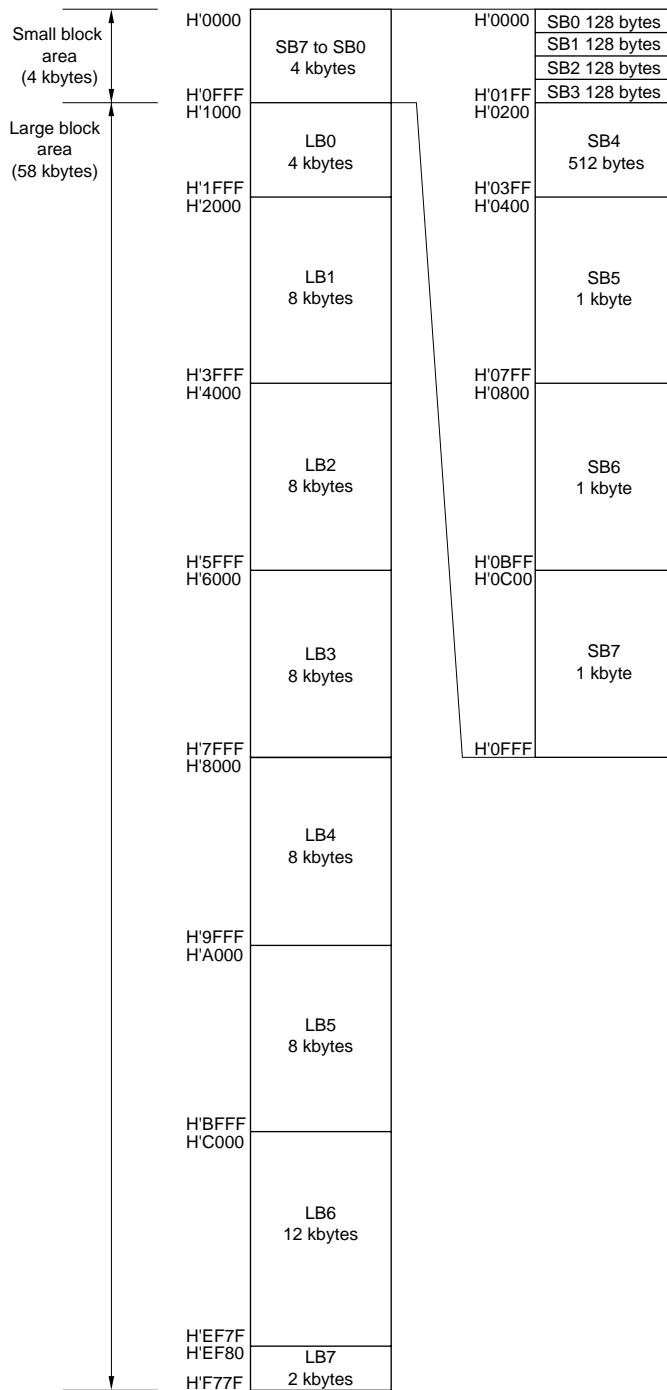 Small block
area
(4 kbytes)
Large block
area
(58 kbytes)
H'0000
SB7 to SB0
4 kbytes
H'0FFF
H'1000
LB0
4 kbytes
H'1FFF
H'2000
LB1
8 kbytes
H'3FFF
H'4000
LB2
8 kbytes
H'5FFF
H'6000
LB3
8 kbytes
H'7FFF
H'8000
LB4
8 kbytes
H'9FFF
H'A000
LB5
8 kbytes
H'BFFF
H'C000
LB6
12 kbytes
H'EF7F
H'EF80
LB7
2 kbytes
H'F77F
H'0000
SB0 128 bytes
SB1 128 bytes
SB2 128 bytes
SB3 128 bytes
H'01FF
H'0200
SB4
512 bytes
H'03FF
H'0400
SB5
1 kbyte
H'07FF
H'0800
SB6
1 kbyte
H'0BFF
H'0C00
SB7
1 kbyte
H'0FFF